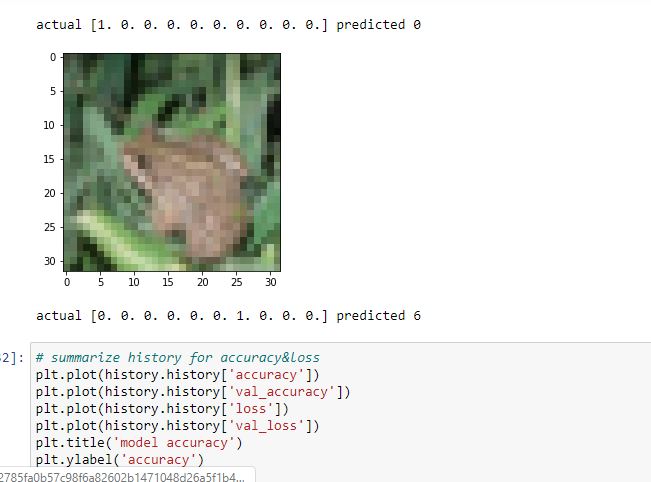 actual [1. 0. 0. 0. 0. 0. 0. 0. 0. 0.] predicted 0
0
5
10
15
20
25
30
0 5 10 15 20 25 30
actual [0. 0. 0. 0. 0. 0. 1. 0. 0. 0.] predicted 6
2]:
# summarize history for accuracy&loss
plt.plot(history.history['accuracy'])
plt.plot(history.history['val_accuracy'])
plt.plot(history.history['loss'])
plt.plot(history.history['val_loss'])
plt.title('model accuracy')
plt.ylabel('accuracy')
2785fa0b57c98f6a82602b1471048d26a5f1b4...